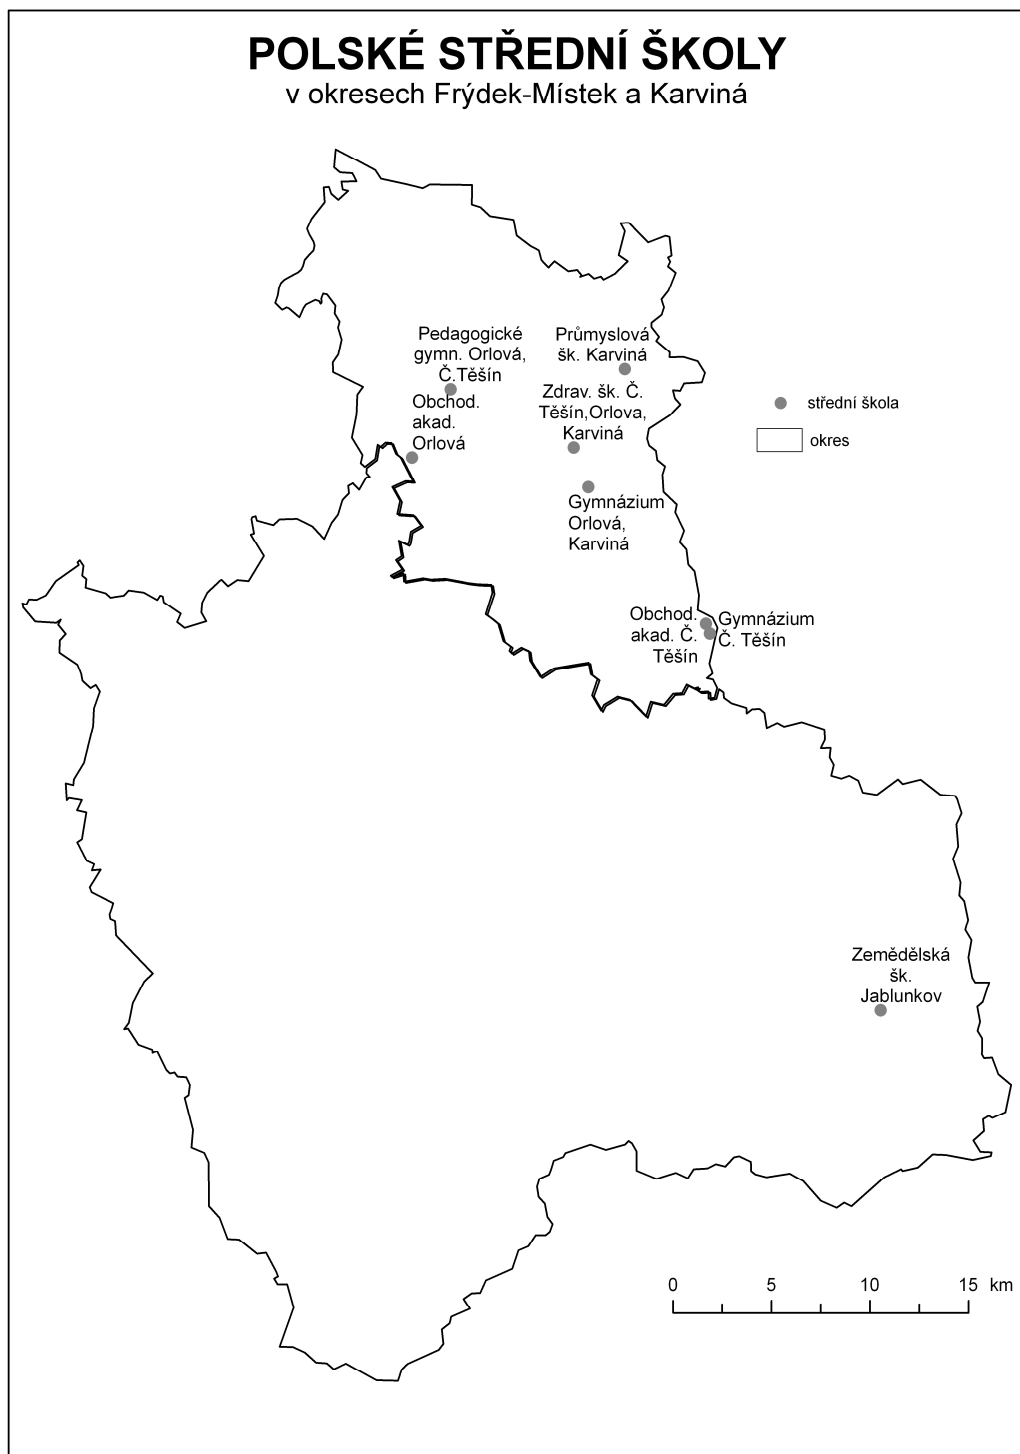 POLSKÉ STŘEDNÍ ŠKOLY
v okresech Frýdek-Místek a Karviná
Pedagogické
gymn. Orlová,
Č.Těšín
Průmyslová
šk. Karviná
Obchod.
akad.
Orlová
Zdrav. šk. Č.
Těšín,Orlova,
Karviná
střední škola
okres
Gymnázium
Orlová,
Karviná
Obchod.
akad. Č.
Těšín
Gymnázium
Č. Těšín
Zemědělská
šk.
Jablunkov
0 5 10 15 km